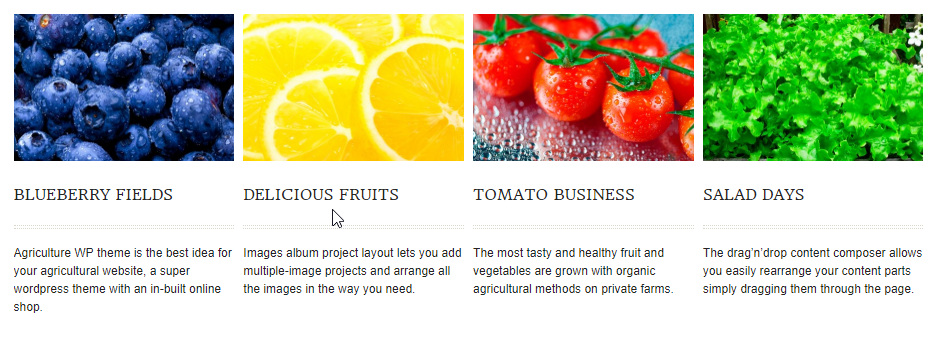 BLUEBERRY FIELDS
Agriculture WP theme is the best idea for
your agricultural website, a super
wordpress theme with an in-built online
shop.
DELICIOUS FRUITS
Images album project layout lets you add
multiple-image projects and arrange all
the images in the way you need.
TOMATO BUSINESS
The most tasty and healthy fruit and
vegetables are grown with organic
agricultural methods on private farms.
SALAD DAYS
The drag’n’drop content composer allows
you easily rearrange your content parts
simply dragging them through the page.